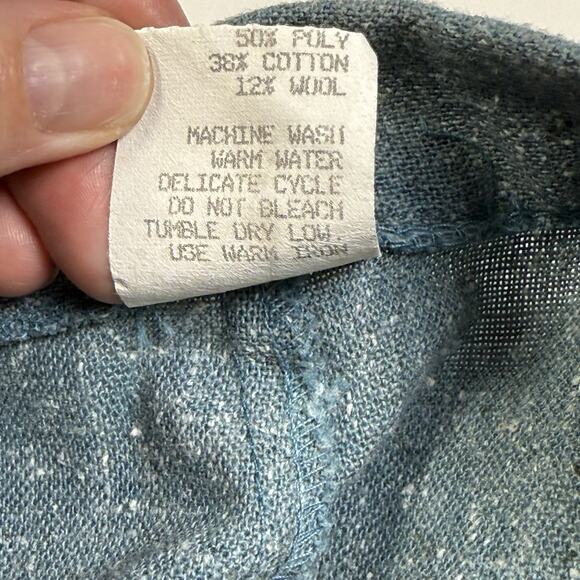 50% POLY
38% COTTON
12% WOOL
MACHINE WASH
WARM WATER
DELICATE CYCLE
DO NOT BLEACH
TUMBLE DRY LOW.
USE WARM IRON